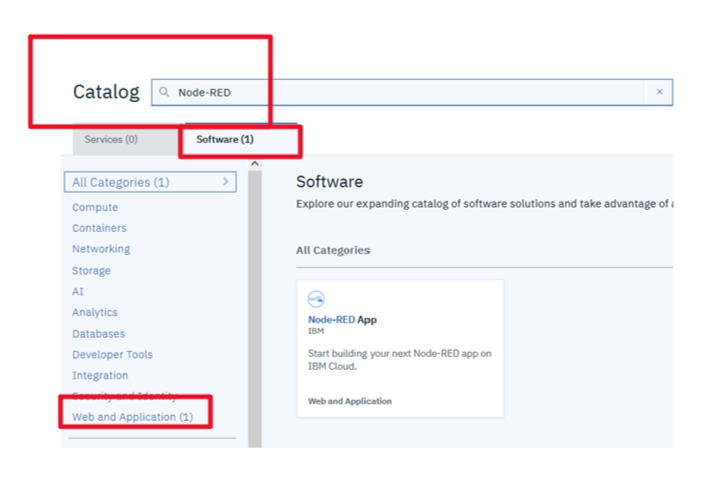 Catalog
Node-RED
Services (0)
Software (1)
All Categories (1)
Compute
Containers
Networking
Storage
AI
Analytics
Databases
Developer Tools
Integration
Security and Identity
Web and Application (1)
Software
Explore our expanding catalog of software solutions and take advantage of
All Categories
Node-RED App
IBM
Start building your next Node-RED app on
IBM Cloud.
Web and Application